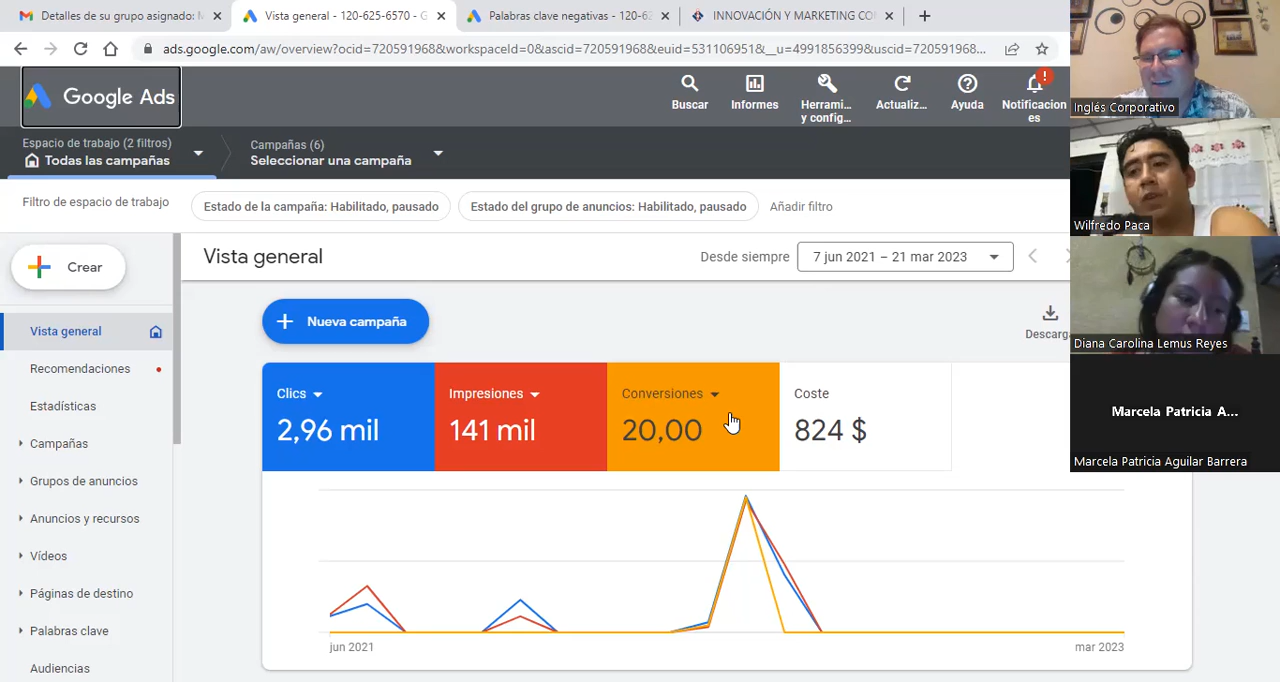 Detalles de su grupo asignado: M
Vista general - 120-625-6570 - G
Palabras clave negativas - 120-62
INNOVACIÓN Y MARKETING CO
ads.google.com/aw/overview?ocid=720591968&workspaceId=0&ascid=720591968&euid=531106951&__u=4991856399&uscid=720591968...
Google Ads
Buscar
Informes
Herrami... y config...
Actualiz...
Ayuda
Notificacion es
Espacio de trabajo (2 filtros)
Todas las campañas
Campañas (6)
Seleccionar una campaña
Filtro de espacio de trabajo
Estado de la campaña: Habilitado, pausado
Estado del grupo de anuncios: Habilitado, pausado
Añadir filtro
Crear
Vista general
Desde siempre
7 jun 2021 – 21 mar 2023
Vista general
Recomendaciones
Estadísticas
Campañas
Grupos de anuncios
Anuncios y recursos
Vídeos
Páginas de destino
Palabras clave
Audiencias
Nueva campaña
Descarg
Clics
2,96 mil
Impresiones
141 mil
Conversiones
20,00
Coste
824 $
jun 2021
mar 2023
Inglés Corporativo
Wilfredo Paca
Diana Carolina Lemus Reyes
Marcela Patricia A...
Marcela Patricia Aguilar Barrera